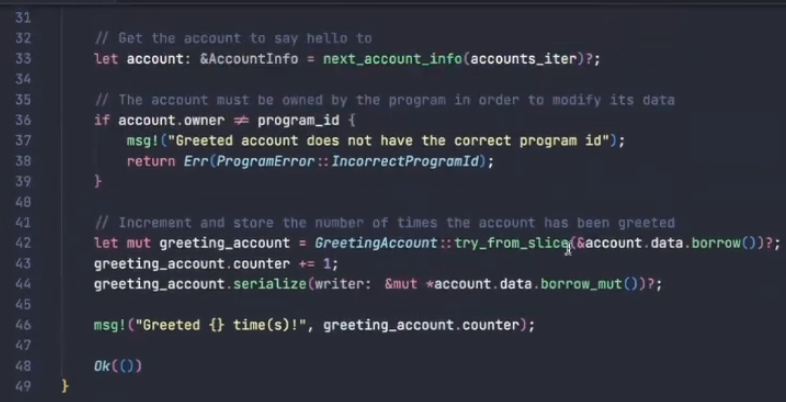 31
32 // Get the account to say hello to
33 let account: &AccountInfo = next_account_info(accounts_iter)?;
34
35 // The account must be owned by the program in order to modify its data
36 if account.owner ≠ program_id {
37 msg!("Greeted account does not have the correct program id");
38 return Err(ProgramError::IncorrectProgramId);
39 }
40
41 // Increment and store the number of times the account has been greeted
42 let mut greeting_account = GreetingAccount::try_from_slice(&account.data.borrow())?;
43 greeting_account.counter += 1;
44 greeting_account.serialize(writer: &mut *account.data.borrow_mut())?;
45
46 msg!("Greeted {} time(s)!", greeting_account.counter);
47
48 Ok(())
49 }